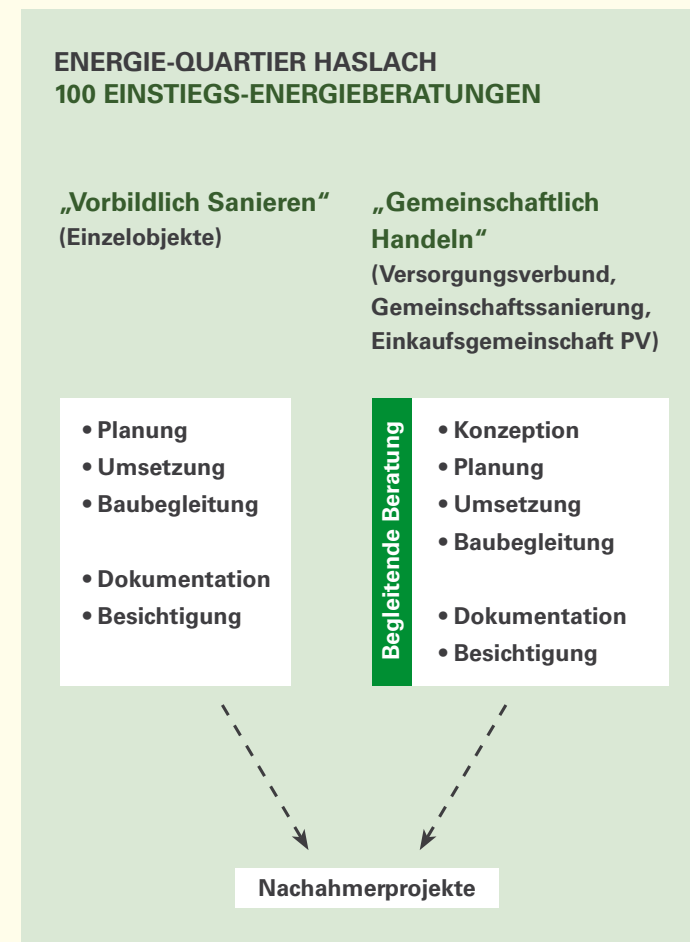 ENERGIE-QUARTIER HASLACH
100 EINSTIEGS-ENERGIEBERATUNGEN
„Vorbildlich Sanieren“
(Einzelobjekte)
„Gemeinschaftlich
Handeln“
(Versorgungsverbund,
Gemeinschaftssanierung,
Einkaufsgemeinschaft PV)
• Planung
• Umsetzung
• Baubegleitung
• Dokumentation
• Besichtigung
Begleitende Beratung
• Konzeption
• Planung
• Umsetzung
• Baubegleitung
• Dokumentation
• Besichtigung
Nachahmerprojekte